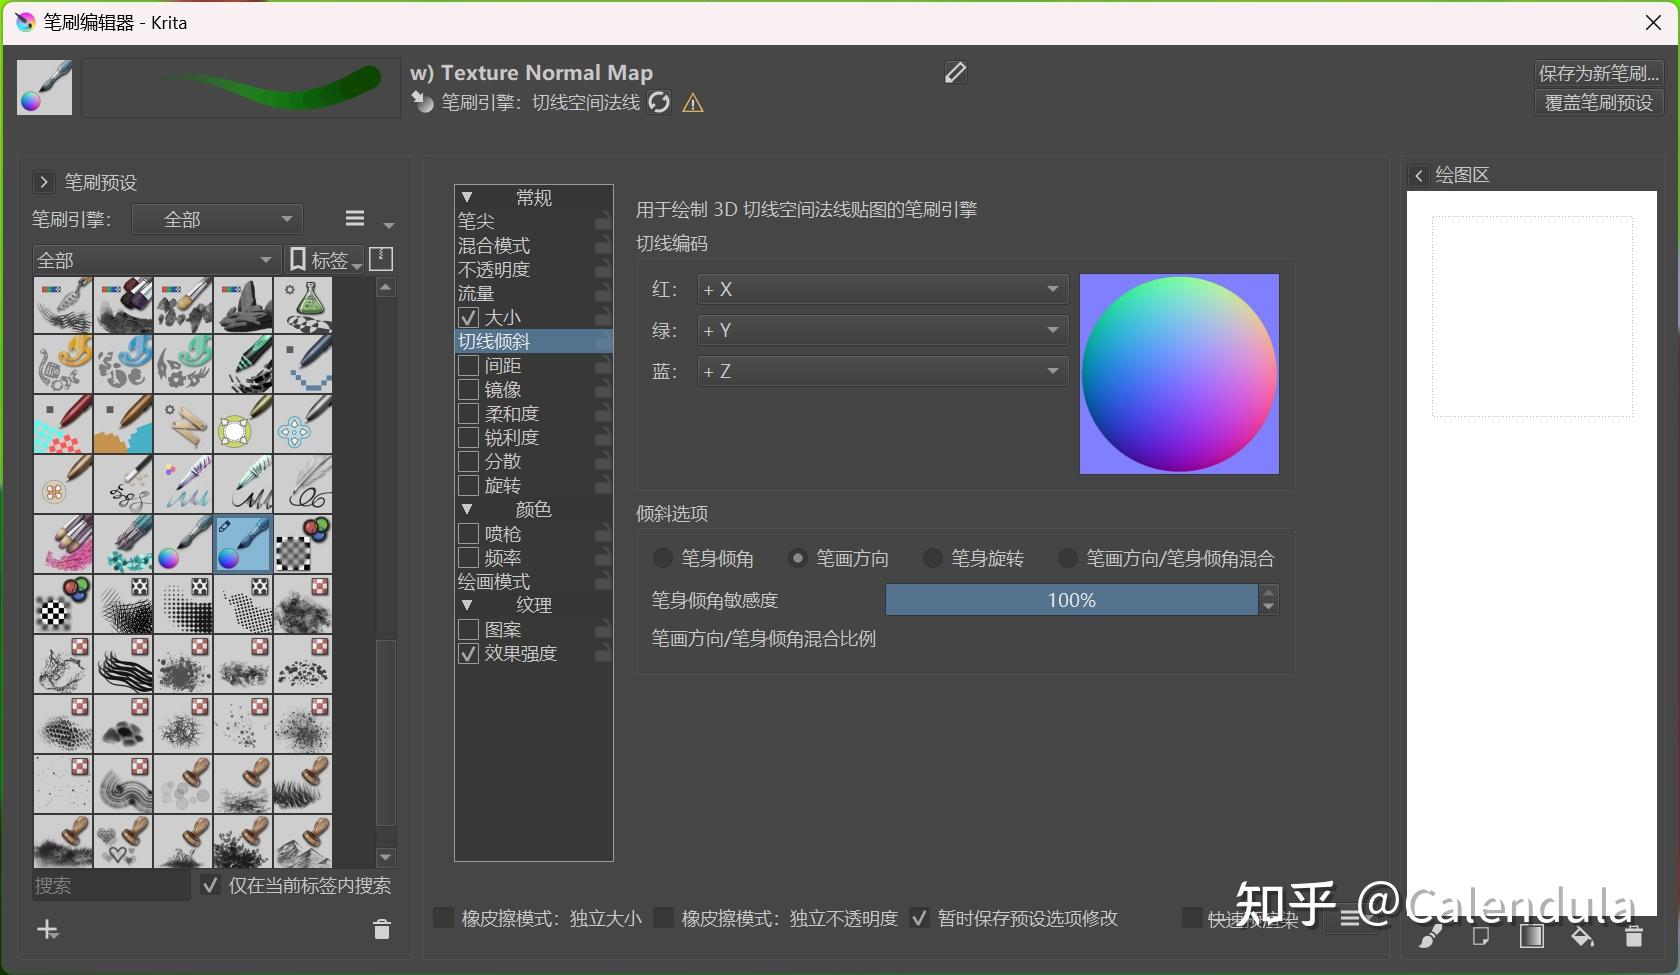 笔刷编辑器 - Krita
w) Texture Normal Map
笔刷引擎：切线空间法线
保存为新笔刷...
覆盖笔刷预设
笔刷预设
笔刷引擎：
全部
全部
标签
搜索
仅在当前标签内搜索
常规
笔尖
混合模式
不透明度
流量
大小
切线倾斜
间距
镜像
柔和度
锐利度
分散
旋转
颜色
喷枪
频率
绘画模式
纹理
图案
效果强度
用于绘制 3D 切线空间法线贴图的笔刷引擎
切线编码
红：
+ X
绿：
+ Y
蓝：
+ Z
倾斜选项
笔身倾角
笔画方向
笔身旋转
笔画方向/笔身倾角混合
笔身倾角敏感度
100%
笔画方向/笔身倾角混合比例
橡皮擦模式：独立大小
橡皮擦模式：独立不透明度
暂时保存预设选项修改
绘图区
知乎 @Calendula